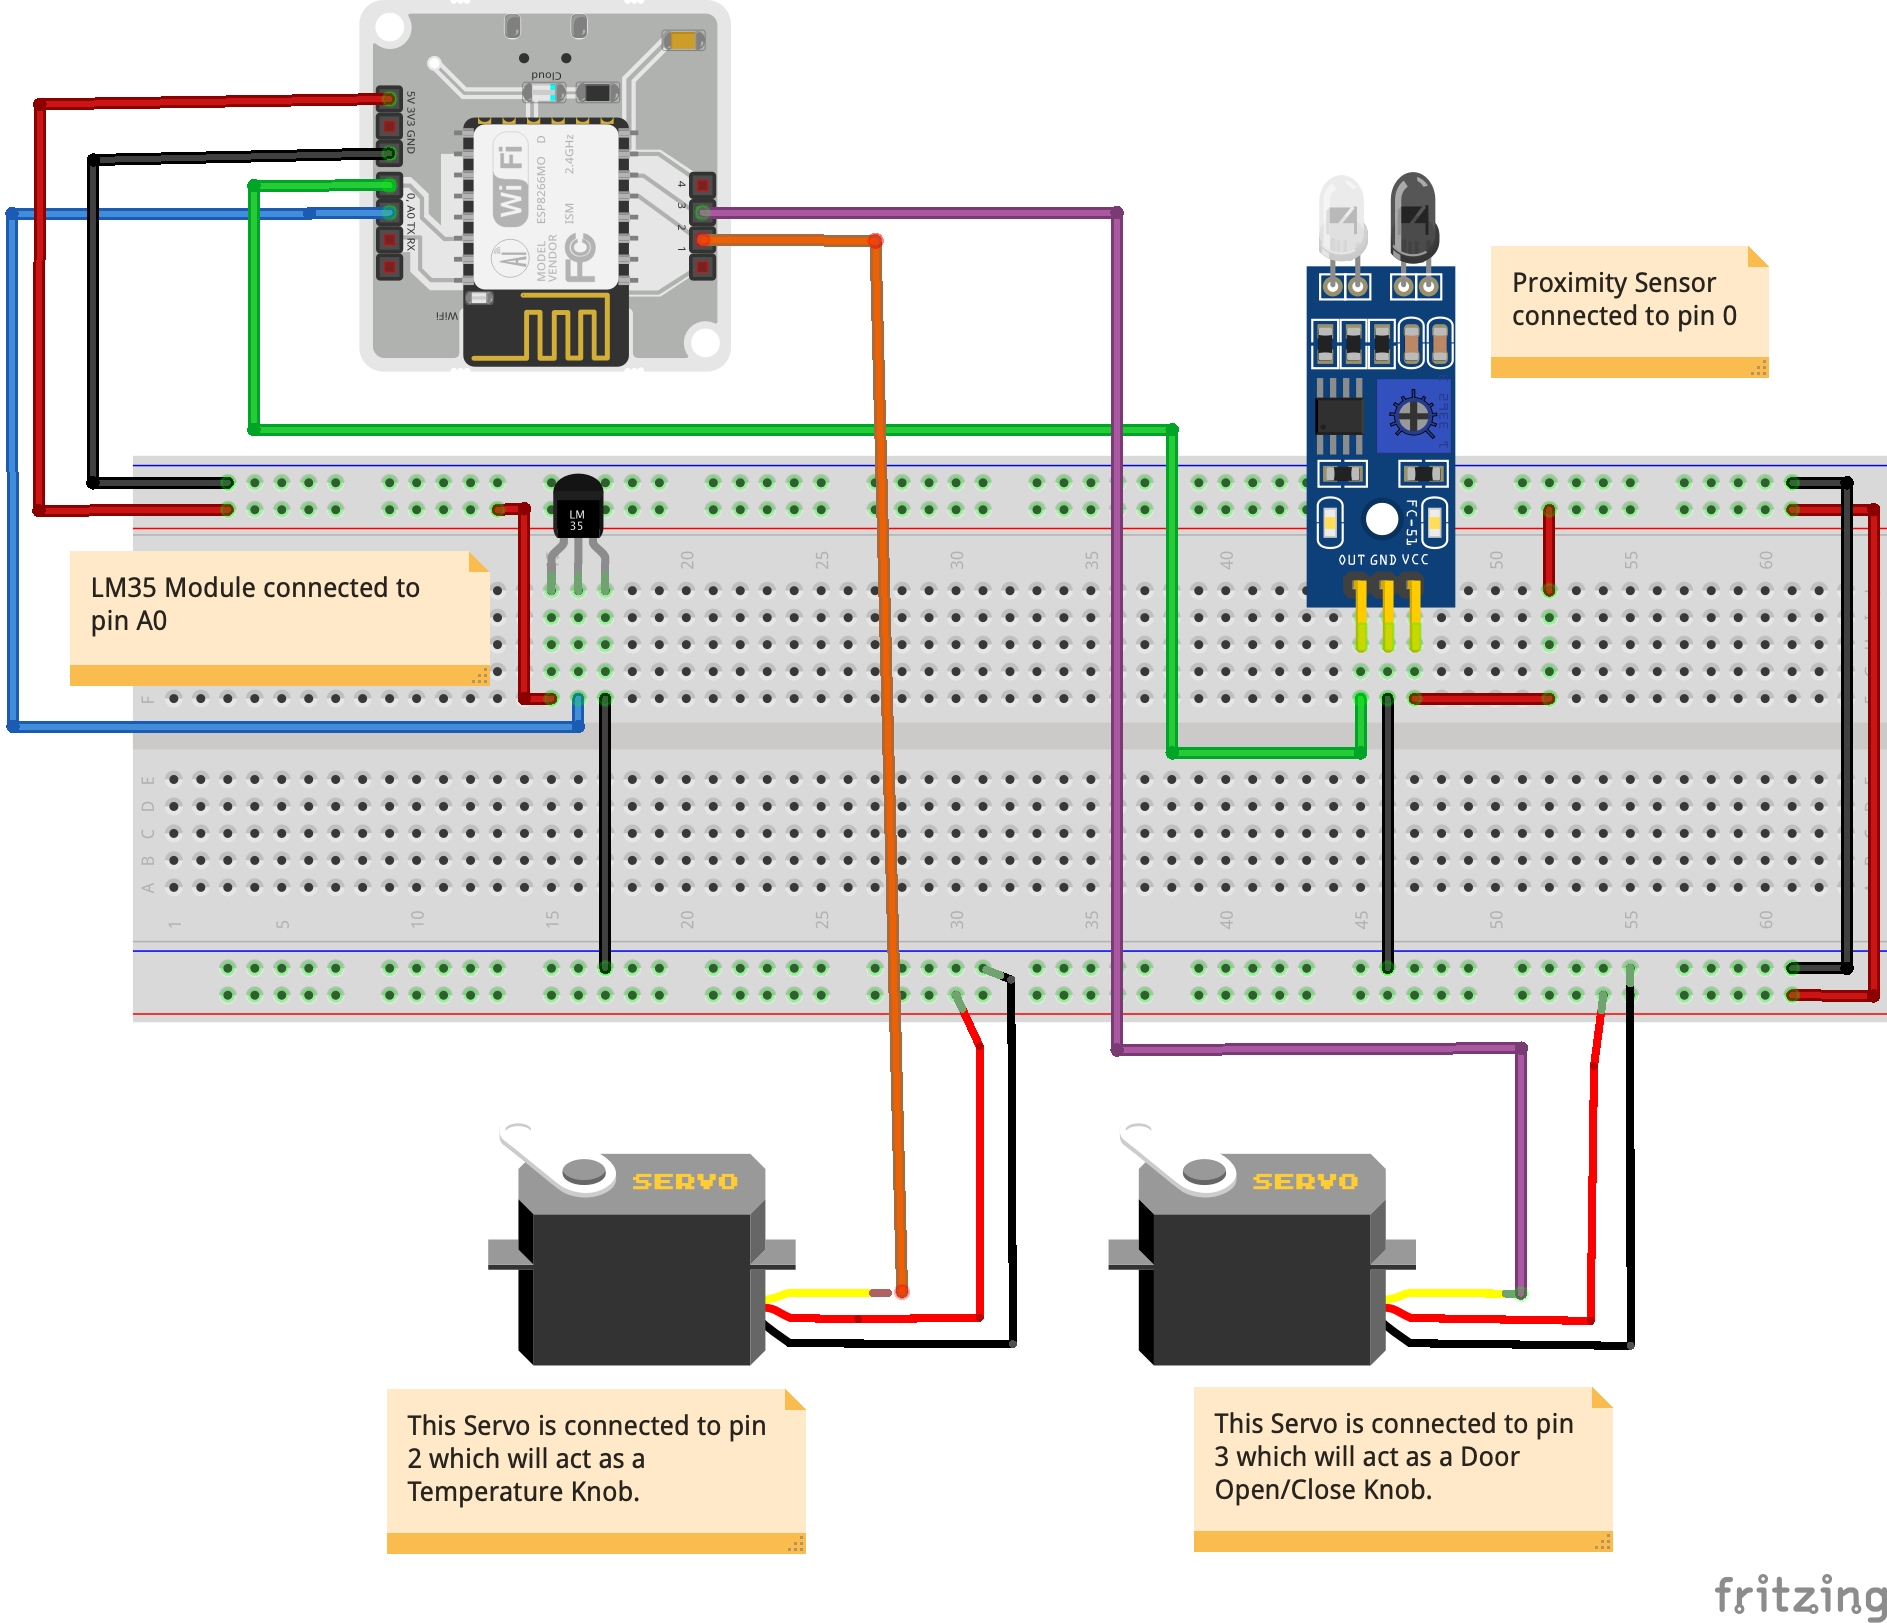 Cloud
5V 3V3 GND
0, A0 TX RX
4
3
2
1
Wi Fi
ESP8266MO D
ISM 2.4GHz
MODEL
VENDOR
FC
Ai
WiFi
Proximity Sensor
connected to pin 0
FC-51
OUT GND VCC
LM
35
LM35 Module connected to
pin A0
20
25
30
35
40
50
55
60
F
E
D
C
B
A
1
5
10
15
20
25
30
35
40
45
50
55
60
SERVO
SERVO
This Servo is connected to pin
2 which will act as a
Temperature Knob.
This Servo is connected to pin
3 which will act as a Door
Open/Close Knob.
fritzing